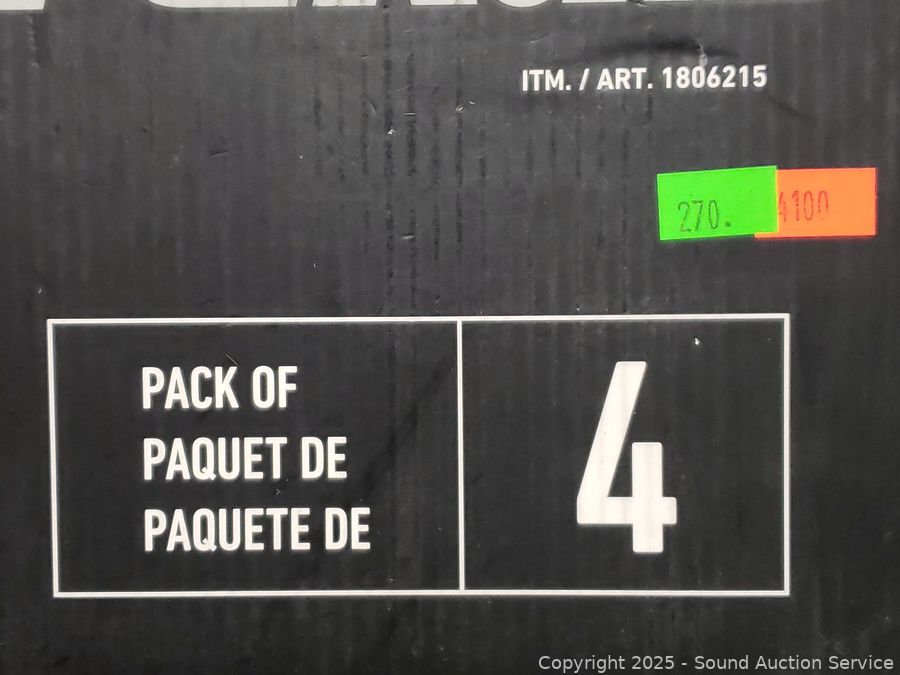 ITM. / ART. 1806215
270.
4100
PACK OF
PAQUET DE
PAQUETE DE
4
Copyright 2025 - Sound Auction Service